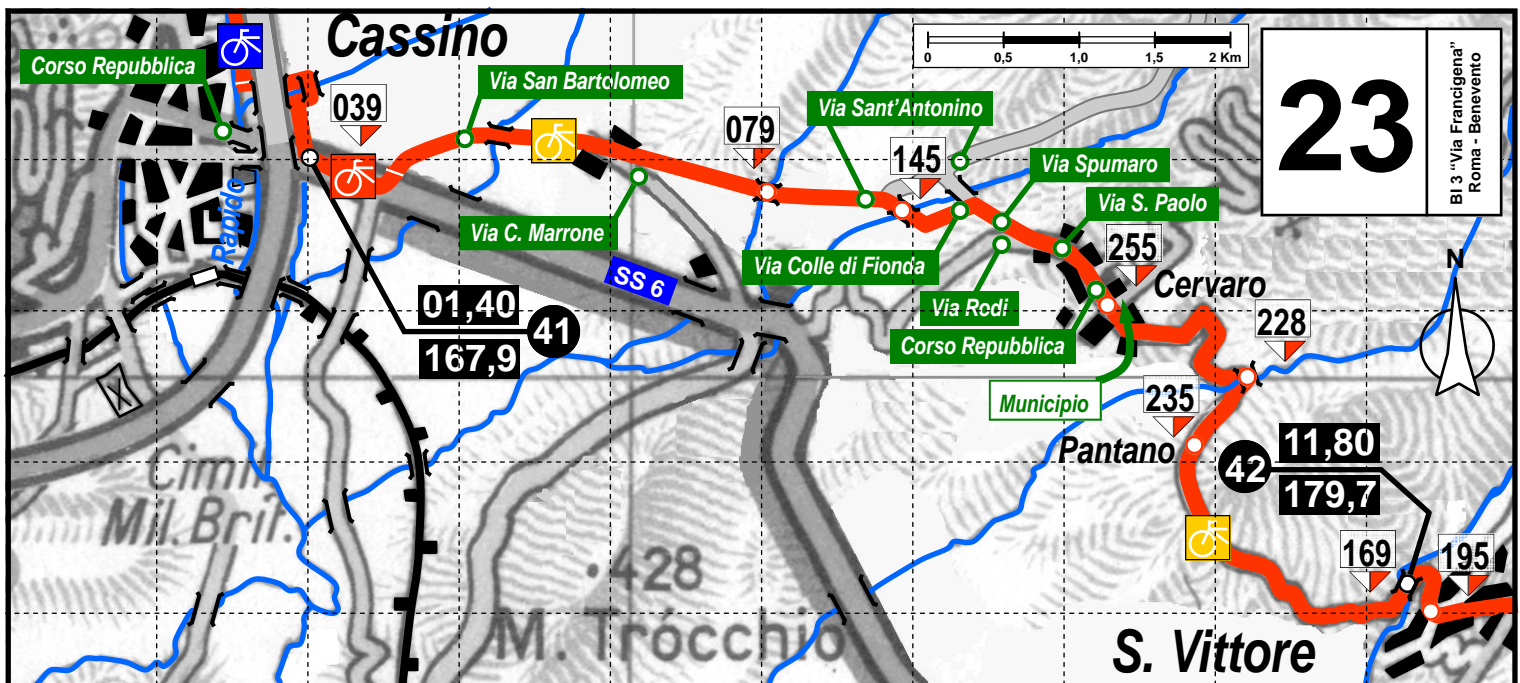 Cassino
Corso Repubblica
039
Via San Bartolomeo
0
0,5
1,0
1,5
2 Km
23
BI 3 “Via Francigena”
Roma - Benevento
079
Via Sant’Antonino
145
Via Spumaro
Via S. Paolo
Rapido
Via C. Marrone
SS 6
Via Colle di Fionda
255
Cervaro
N
Via Rodi
Corso Repubblica
228
01,40
41
167,9
Municipio
235
Pantano
42
11,80
179,7
Cimit.
Mil. Brit.
169
195
428
M. Trocchio
S. Vittore